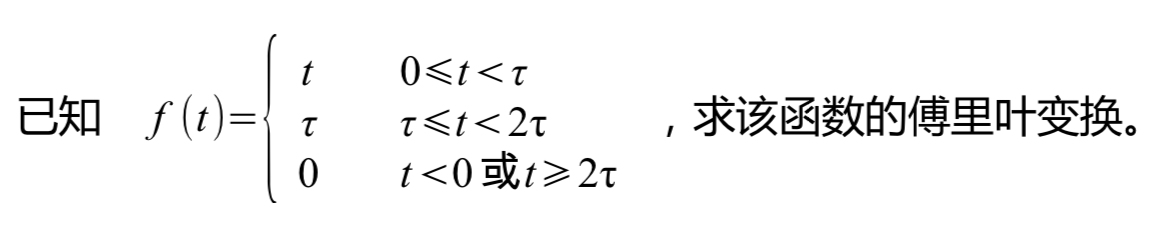 已知 f (t)= { t 0⩽t<τ
τ τ⩽t<2τ
0 t<0 或 t⩾2τ
，求该函数的傅里叶变换。